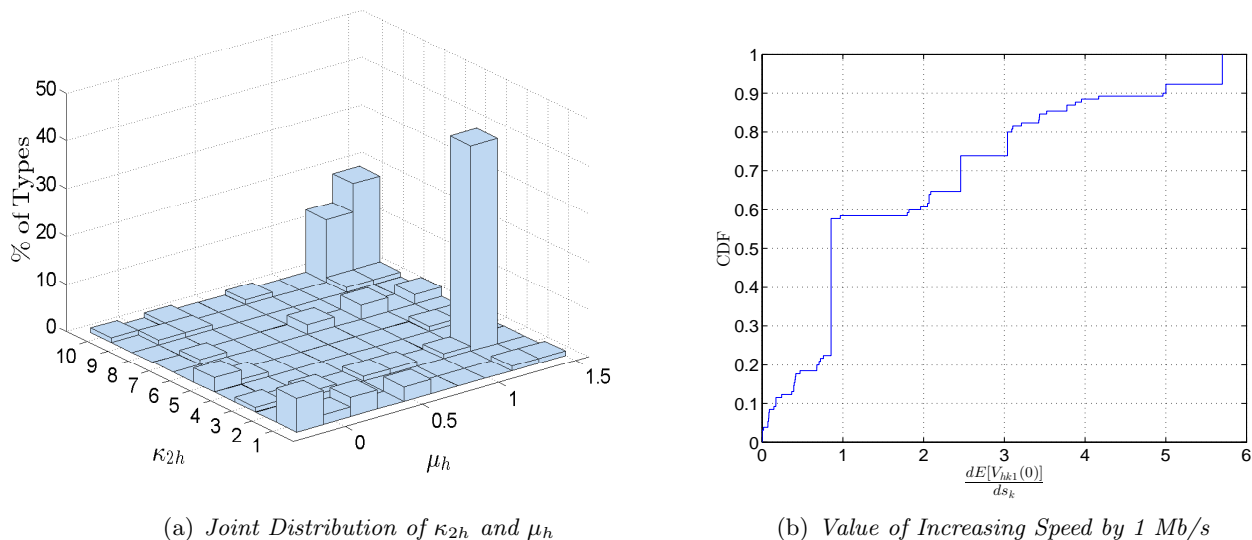 50
40
30
20
10
0
% of Types
10 9 8 7 6 5 4 3 2 1
κ2h
0 0.5 1 1.5
μh
(a) Joint Distribution of κ2h and μh
1
0.9
0.8
0.7
0.6
0.5
0.4
0.3
0.2
0.1
0
CDF
0 1 2 3 4 5 6
dE[Vhk1(0)]
dsk
(b) Value of Increasing Speed by 1 Mb/s